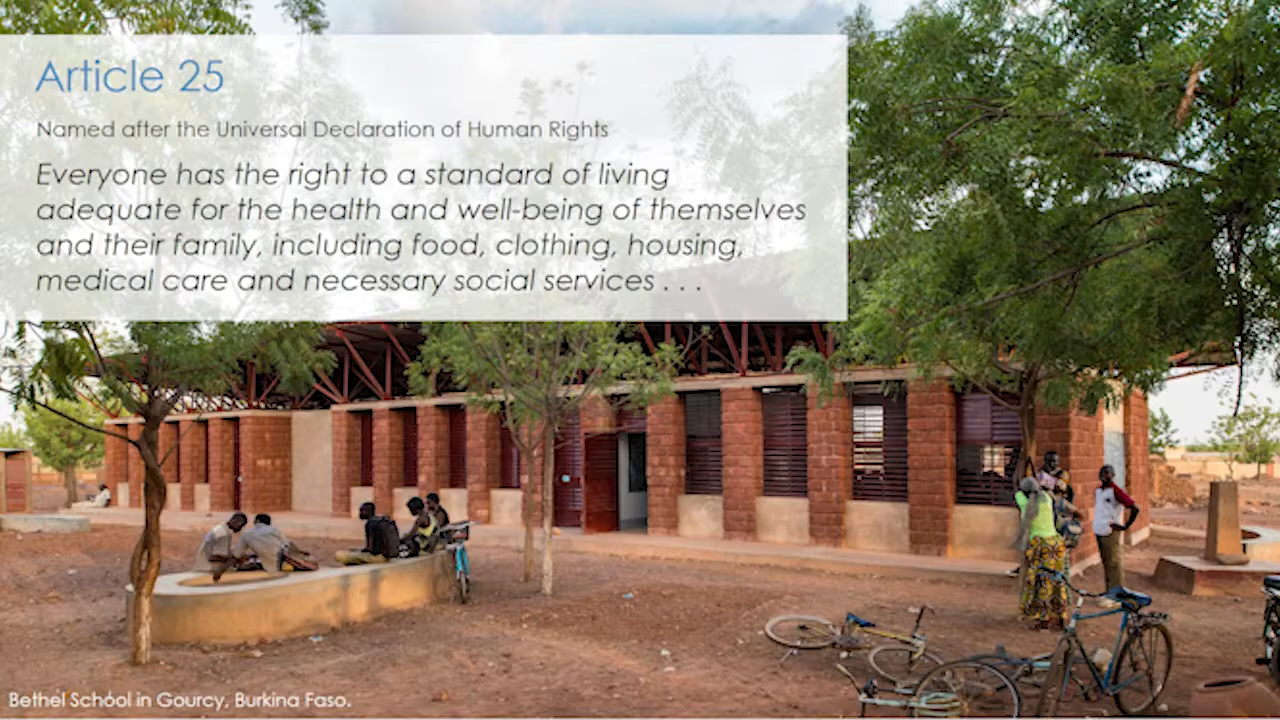 Article 25
Named after the Universal Declaration of Human Rights
Everyone has the right to a standard of living
adequate for the health and well-being of themselves
and their family, including food, clothing, housing,
medical care and necessary social services . . .
Bethel School in Gourcy, Burkina Faso.